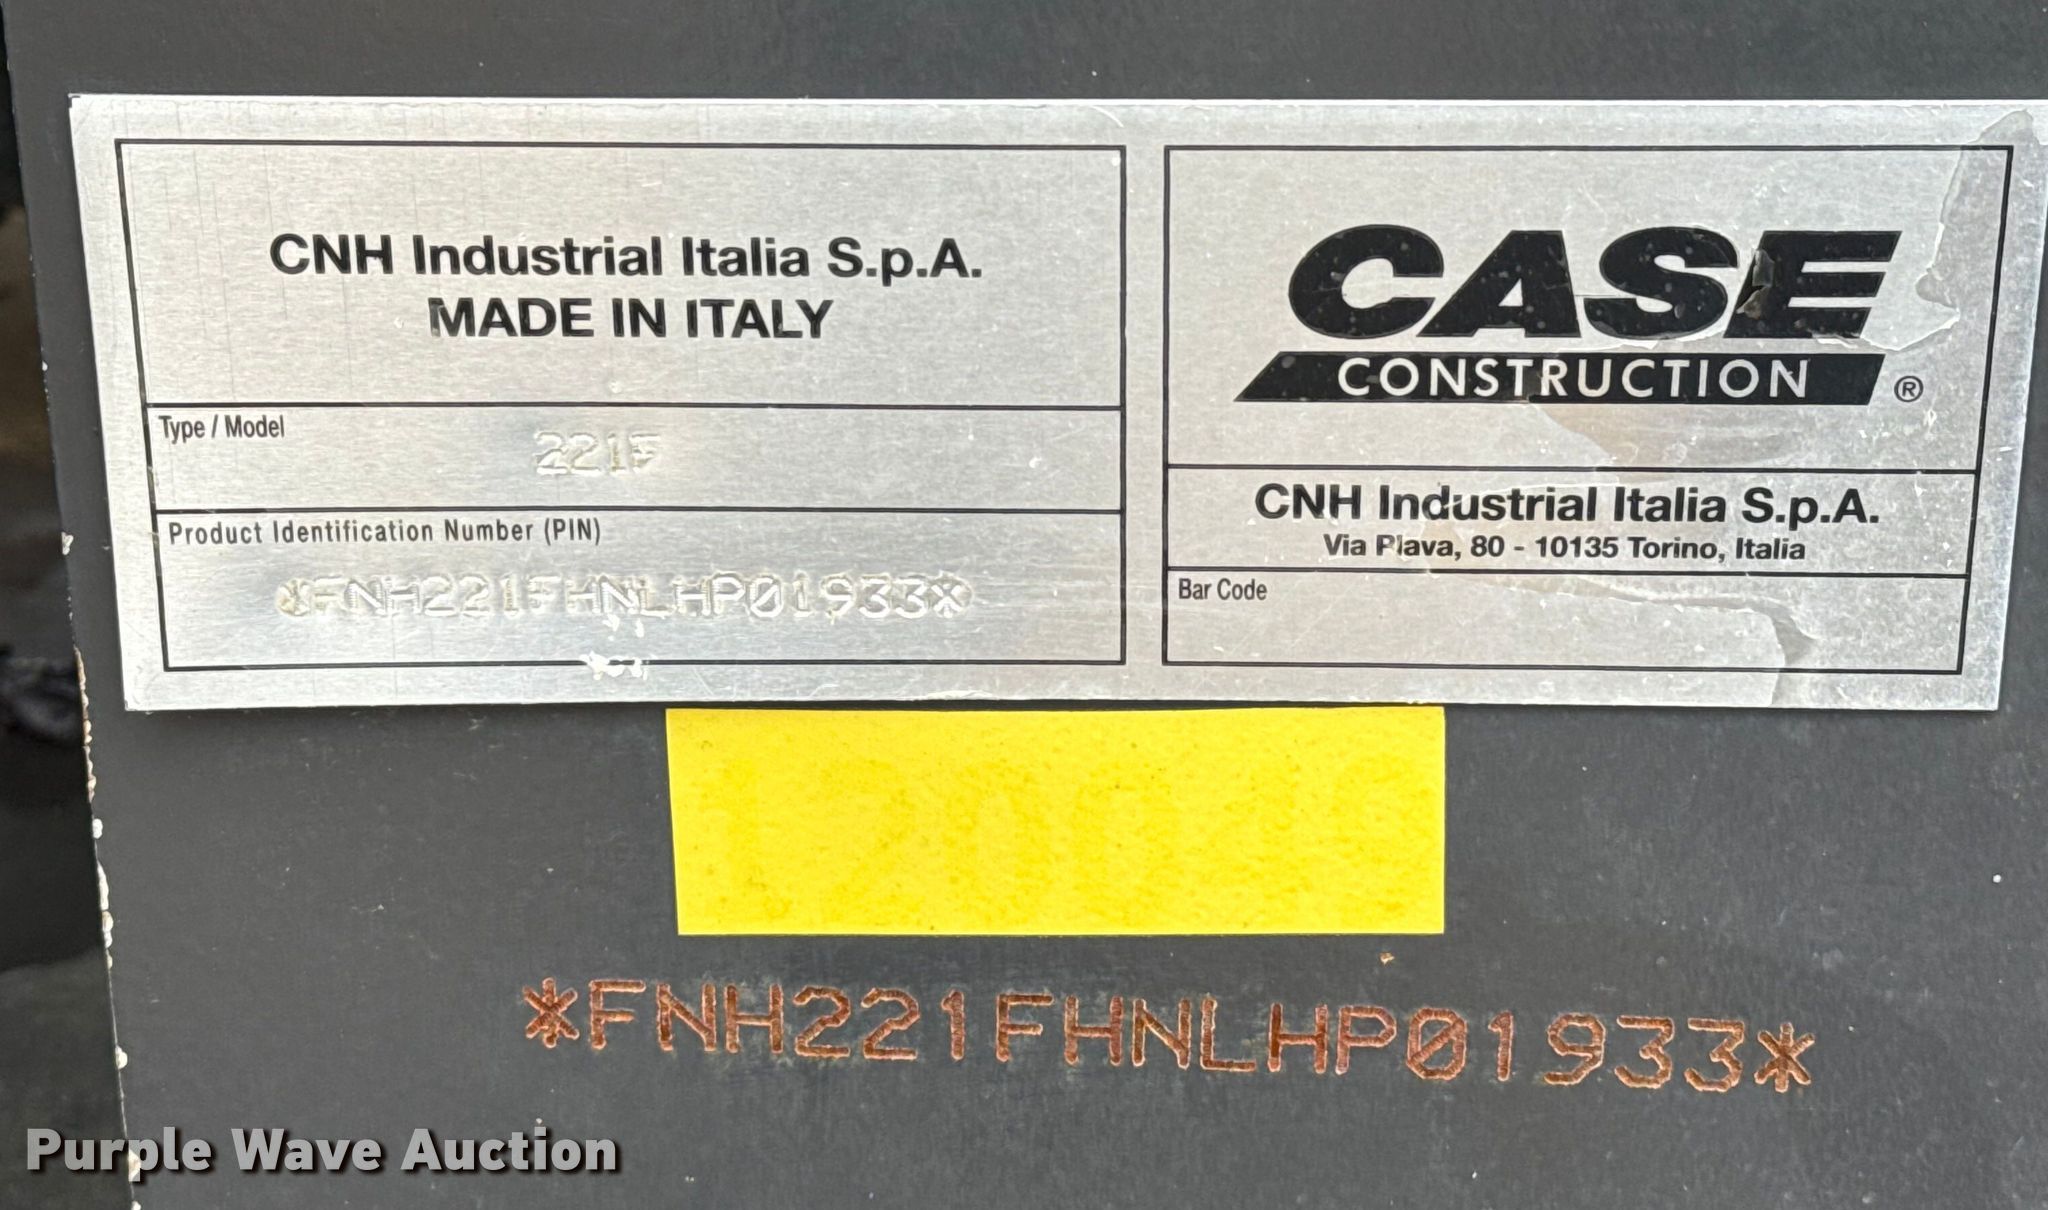 CNH Industrial Italia S.p.A.
MADE IN ITALY
Type / Model
221F
Product Identification Number (PIN)
*FNH221FHNLHP01933*
CASE
CONSTRUCTION ®
CNH Industrial Italia S.p.A.
Via Plava, 80 - 10135 Torino, Italia
Bar Code
*FNH221FHNLHP01933*
Purple Wave Auction